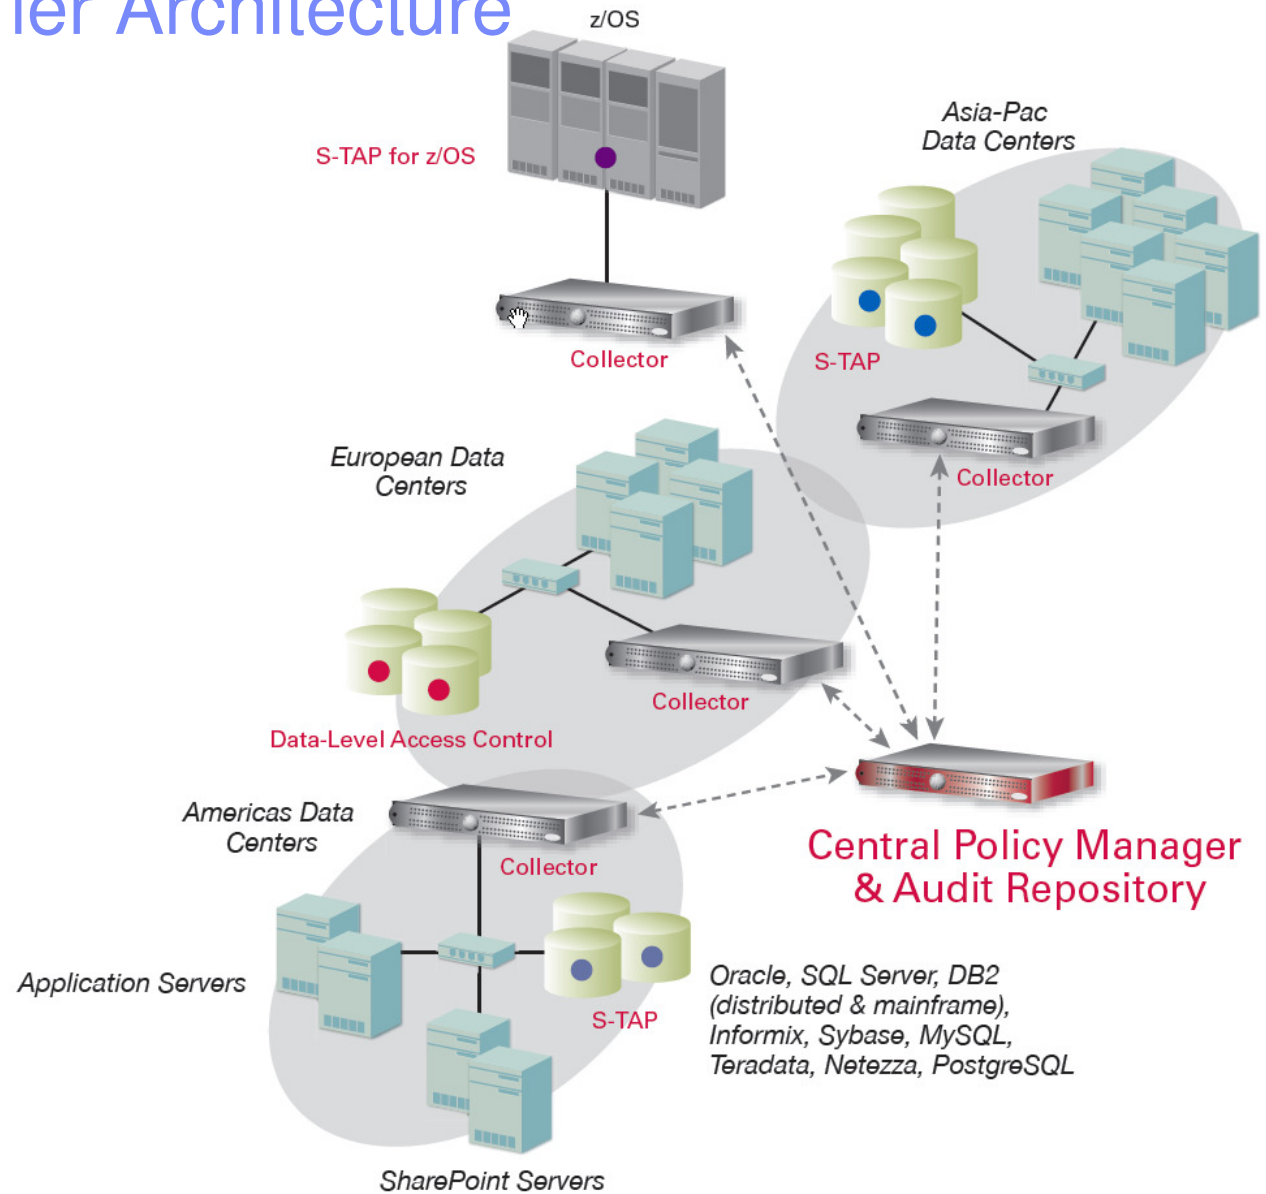 ier Architecture
z/OS
S-TAP for z/OS
Asia-Pac
Data Centers
Collector
S-TAP
Collector
European Data
Centers
Collector
Data-Level Access Control
Americas Data
Centers
Collector
Central Policy Manager
& Audit Repository
Application Servers
S-TAP
Oracle, SQL Server, DB2
(distributed & mainframe),
Informix, Sybase, MySQL,
Teradata, Netezza, PostgreSQL
SharePoint Servers